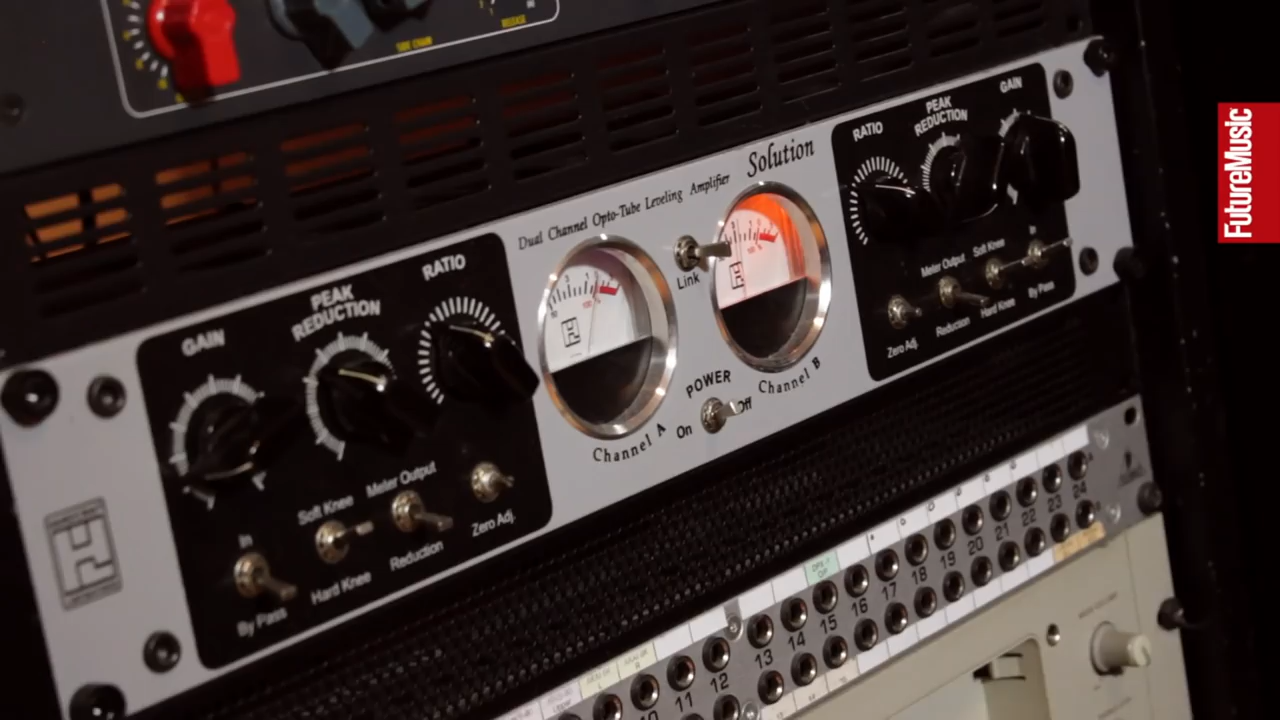 RELEASE
SIDE CHAIN
FutureMusic
Solution
Dual Channel Opto-Tube Leveling Amplifier
GAIN
PEAK
REDUCTION
RATIO
RATIO
PEAK
REDUCTION
GAIN
Link
POWER
On
Off
Channel A
Channel B
In
By Pass
Soft Knee
Hard Knee
Meter Output
Reduction
Zero Adj.
Zero Adj.
Meter Output
Reduction
Soft Knee
Hard Knee
In
By Pass
11
12
13
14
15
16
17
18
19
20
21
22
23
24